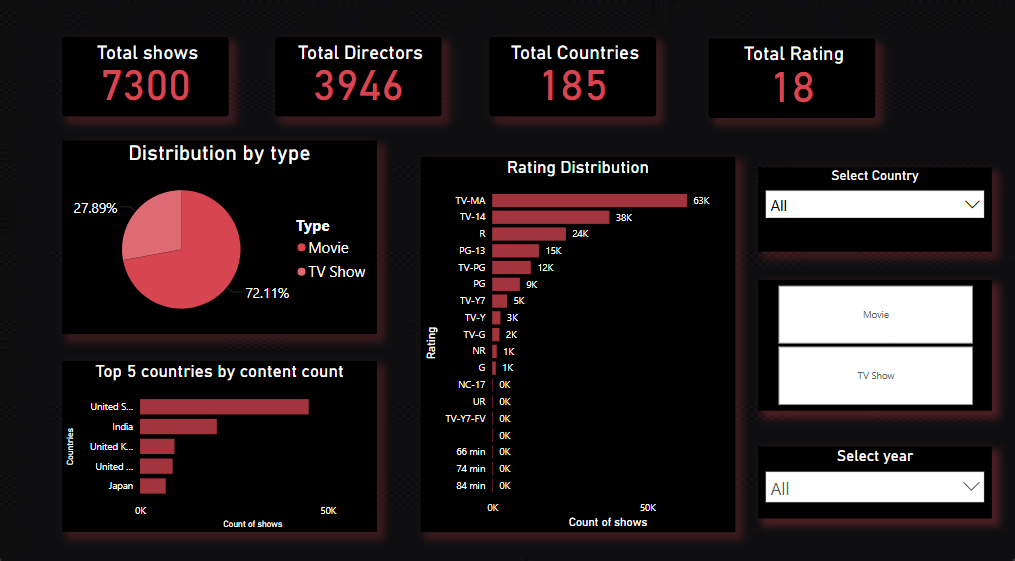 Total shows
7300
Total Directors
3946
Total Countries
185
Total Rating
18
Distribution by type
27.89%
72.11%
Type
Movie
TV Show
Top 5 countries by content count
Countries
United S...
India
United K...
United ...
Japan
0K
50K
Count of shows
Rating Distribution
Rating
TV-MA 63K
TV-14 38K
R 24K
PG-13 15K
TV-PG 12K
PG 9K
TV-Y7 5K
TV-Y 3K
TV-G 2K
NR 1K
G 1K
NC-17 0K
UR 0K
TV-Y7-FV 0K
0K
66 min 0K
74 min 0K
84 min 0K
0K
50K
Count of shows
Select Country
All
Movie
TV Show
Select year
All